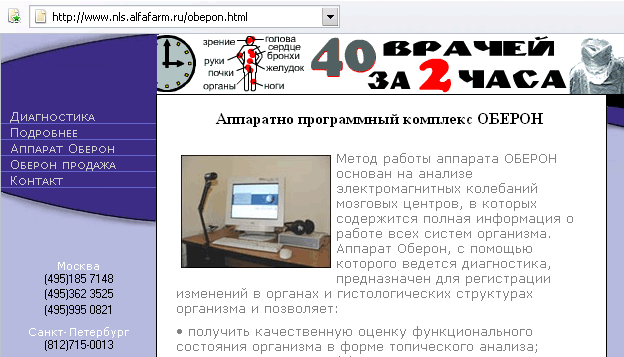 http://www.nls.alfafarm.ru/oberon.html
зрение
голова
сердце
бронхи
руки
желудок
почки
органы
ноги
40 ВРАЧЕЙ
ЗА 2 ЧАСА
Диагностика
Подробнее
Аппарат Оберон
Оберон продажа
Контакт
Москва
(495)185 7148
(495)362 3525
(495)995 0821
Санкт-Петербург
(812)715-0013
Аппаратно программный комплекс ОБЕРОН
Метод работы аппарата ОБЕРОН
основан на анализе
электромагнитных колебаний
мозговых центров, в которых
содержится полная информация о
работе всех систем организма.
Аппарат Оберон, с помощью
которого ведется диагностика,
предназначен для регистрации
изменений в органах и гистологических структурах
организма и позволяет:
• получить качественную оценку функционального
состояния организма в форме топического анализа;